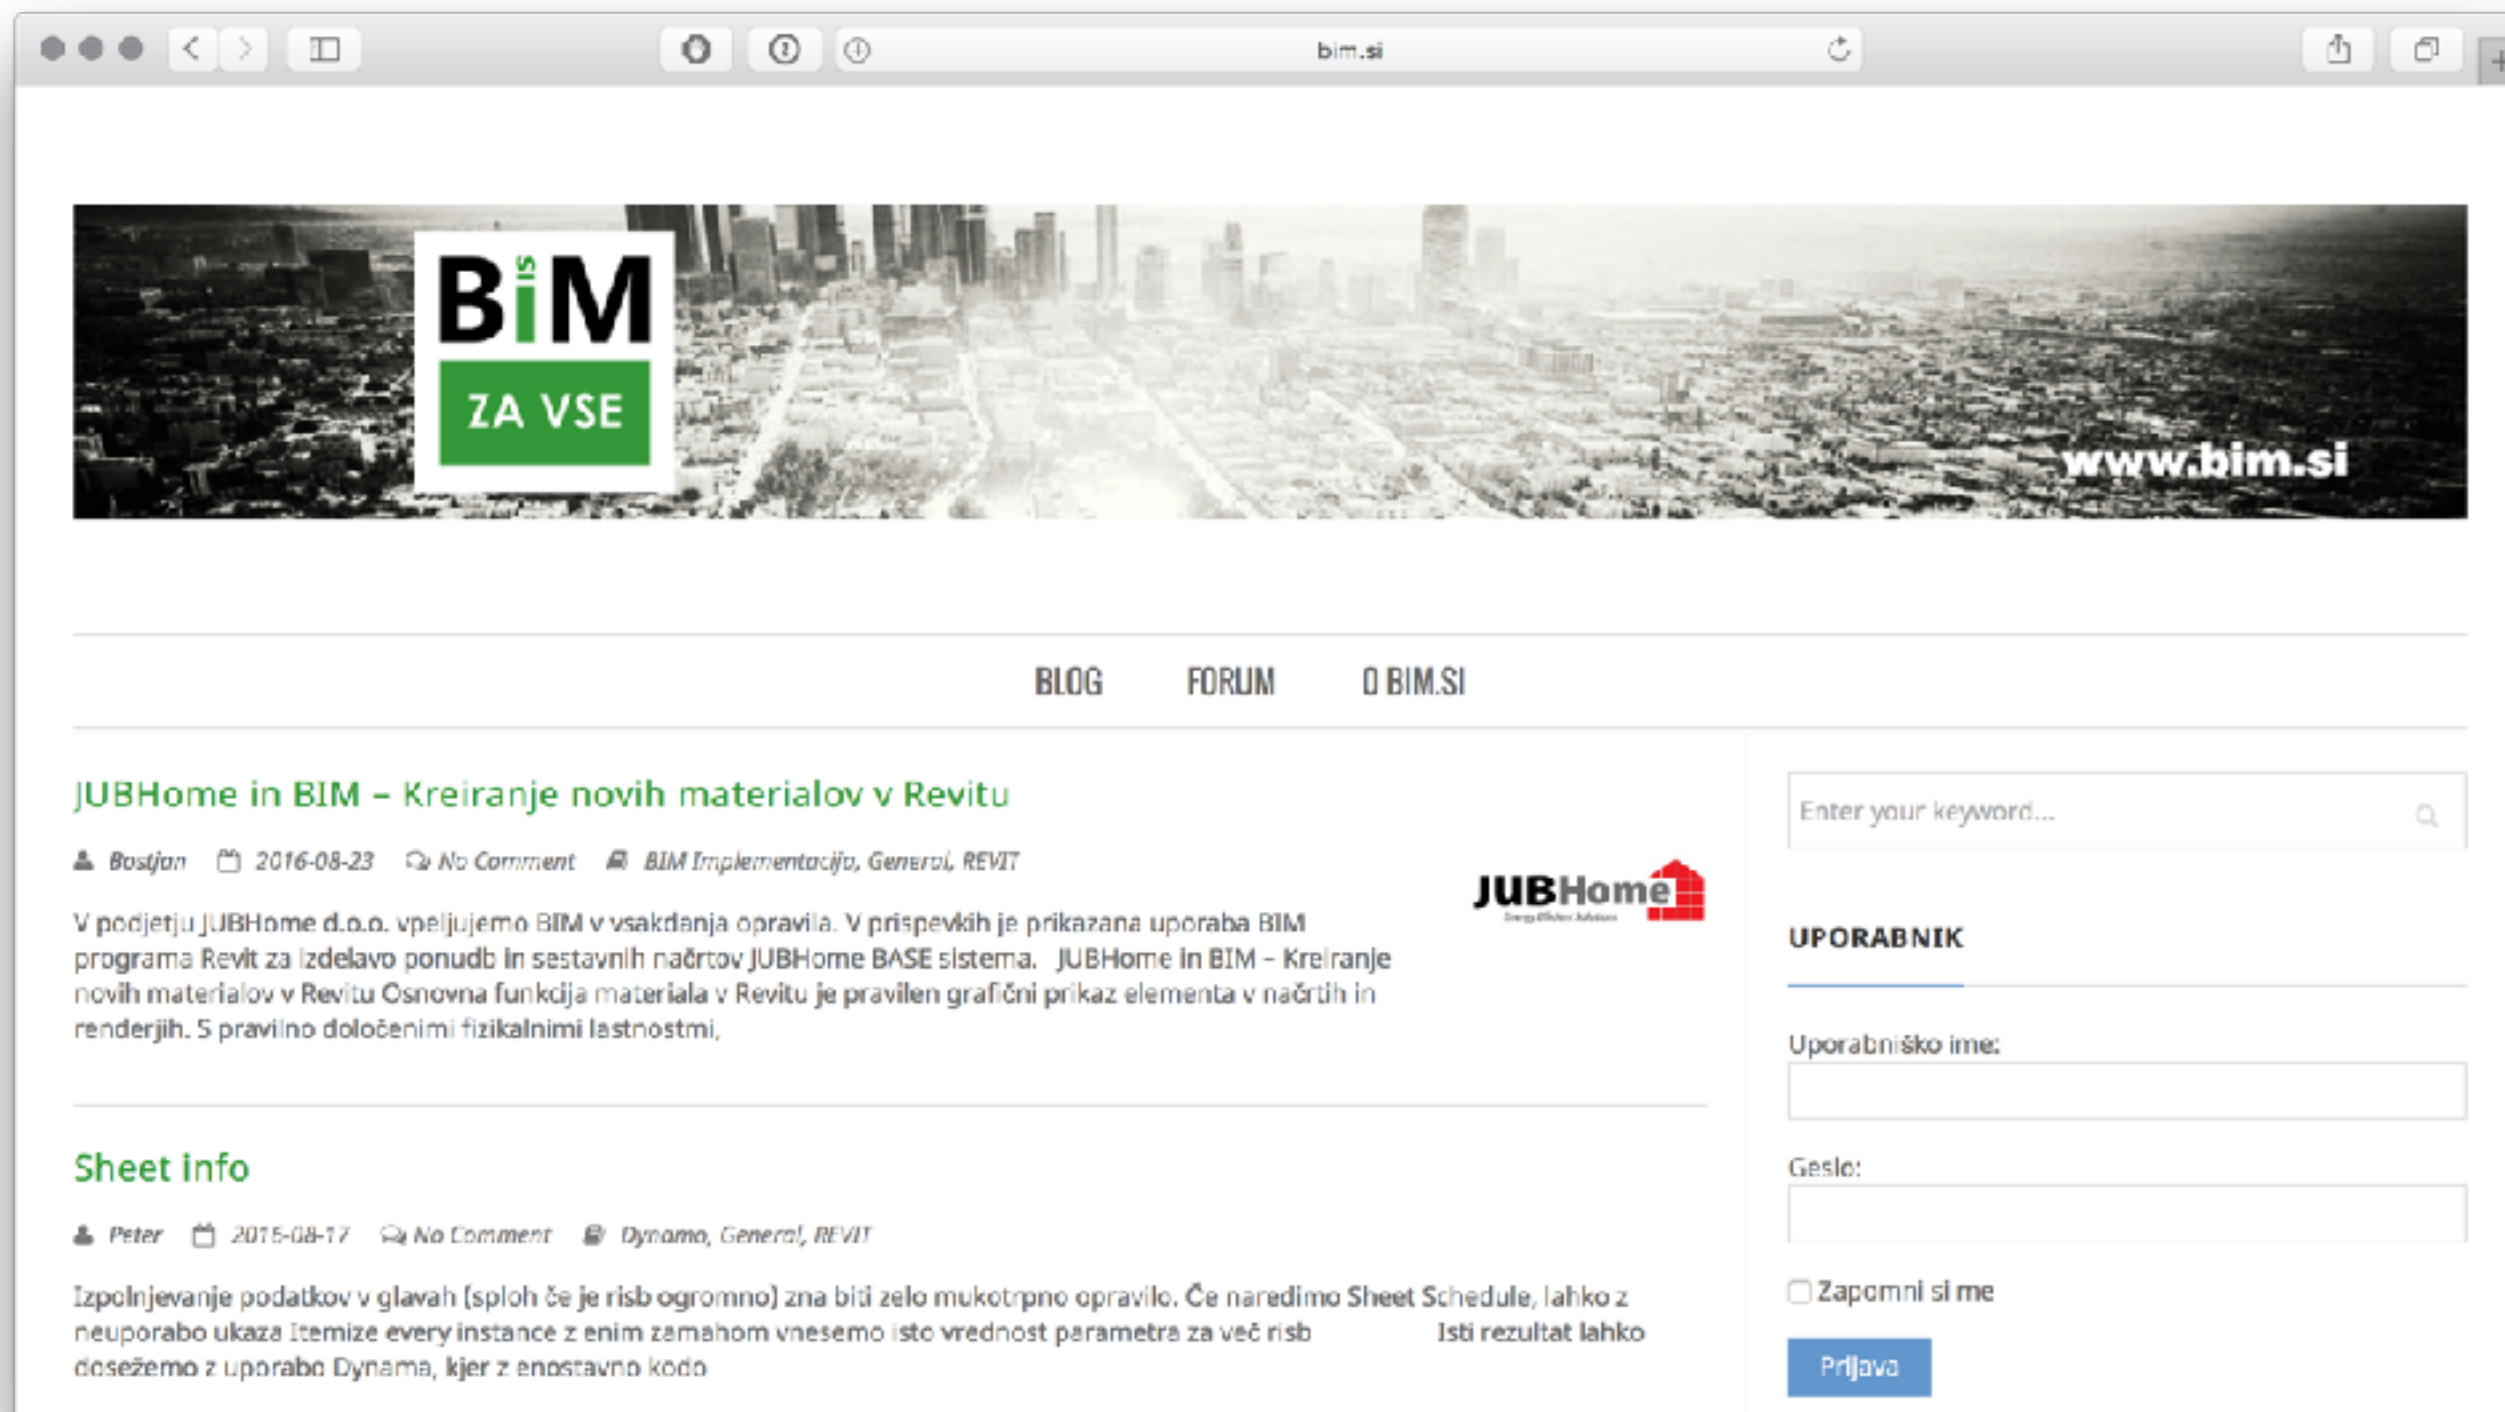 bim.si
BiM
si
ZA VSE
www.bim.si
BLOG FORUM O BIM.SI
JUBHome in BIM – Kreiranje novih materialov v Revitu
Bostjan 2016-08-23 No Comment BIM Implementacija, General, REVIT
JUBHome
V podjetju JUBHome d.o.o. vpeljujemo BIM v vsakdanja opravila. V prispevkih je prikazana uporaba BIM
programa Revit za izdelavo ponudb in sestavnih načrtov JUBHome BASE sistema. JUBHome in BIM – Kreiranje
novih materialov v Revitu Osnovna funkcija materiala v Revitu je pravilen grafični prikaz elementa v načrtih in
renderjih. S pravilno določenimi fizikalnimi lastnostmi,
Sheet info
Peter 2016-08-17 No Comment Dynamo, General, REVIT
Izpolnjevanje podatkov v glavah (sploh če je risb ogromno) zna biti zelo mukotrpno opravilo. Če naredimo Sheet Schedule, lahko z
neuporabo ukaza Itemize every instance z enim zamahom vnesemo isto vrednost parametra za več risb Isti rezultat lahko
dosežemo z uporabo Dynama, kjer z enostavno kodo
Enter your keyword...
UPORABNIK
Uporabniško ime:
Geslo:
Zapomni si me
Prijava